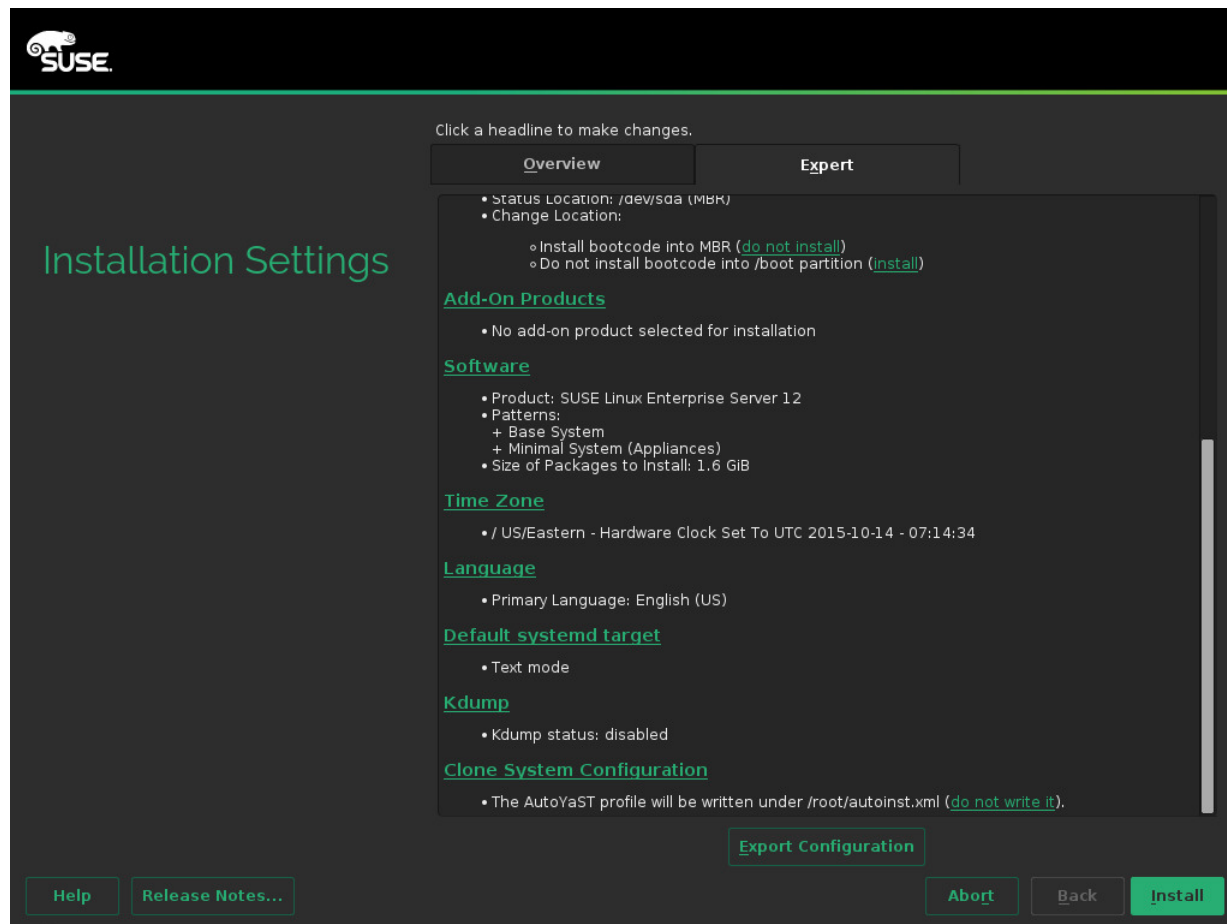 SUSE.
Click a headline to make changes.
Overview
Expert
Installation Settings
• Status Location: /dev/sda (MBR)
• Change Location:
◦ Install bootcode into MBR (do not install)
◦ Do not install bootcode into /boot partition (install)
Add-On Products
• No add-on product selected for installation
Software
• Product: SUSE Linux Enterprise Server 12
• Patterns:
+ Base System
+ Minimal System (Appliances)
• Size of Packages to Install: 1.6 GiB
Time Zone
• / US/Eastern - Hardware Clock Set To UTC 2015-10-14 - 07:14:34
Language
• Primary Language: English (US)
Default systemd target
• Text mode
Kdump
• Kdump status: disabled
Clone System Configuration
• The AutoYaST profile will be written under /root/autoinst.xml (do not write it).
Export Configuration
Help
Release Notes...
Abort
Back
Install